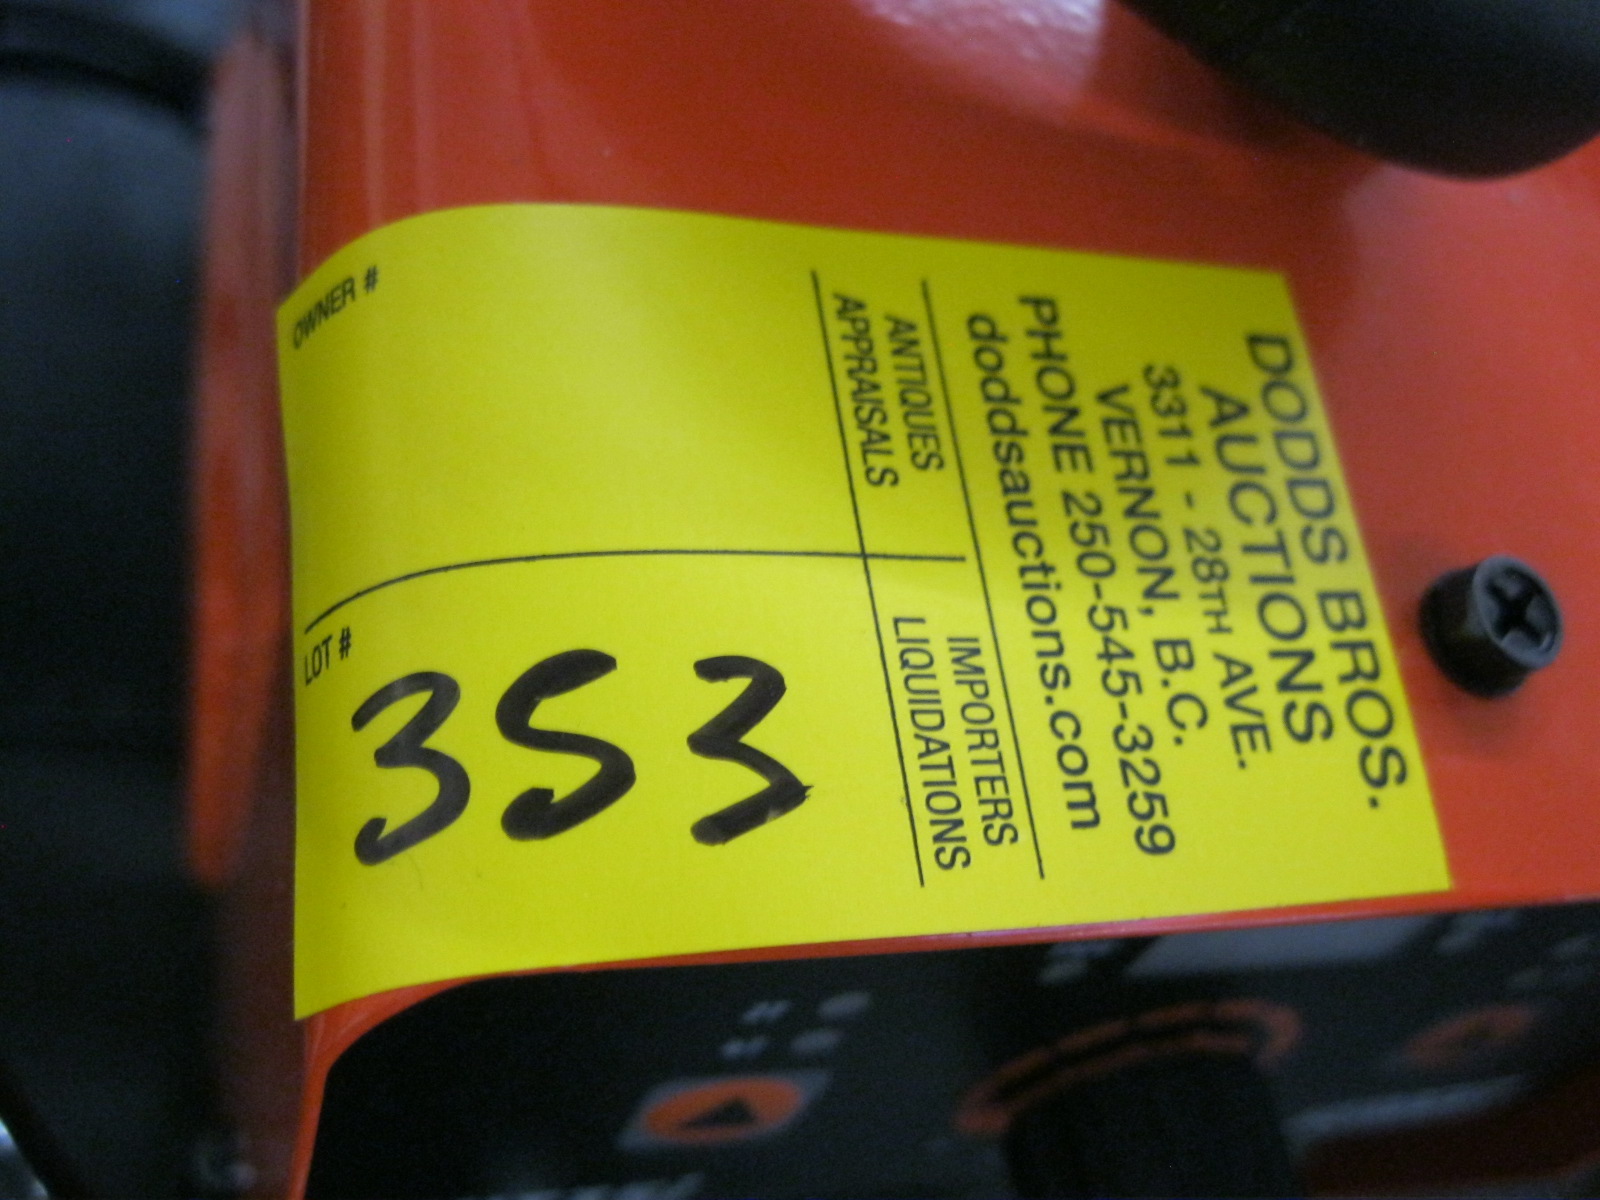 DODDS BROS.
AUCTIONS
3311 - 28TH AVE.
VERNON, B.C.
PHONE 250-545-3259
doddsauctions.com
ANTIQUES
APPRAISALS
IMPORTERS
LIQUIDATIONS
OWNER #
LOT #
353